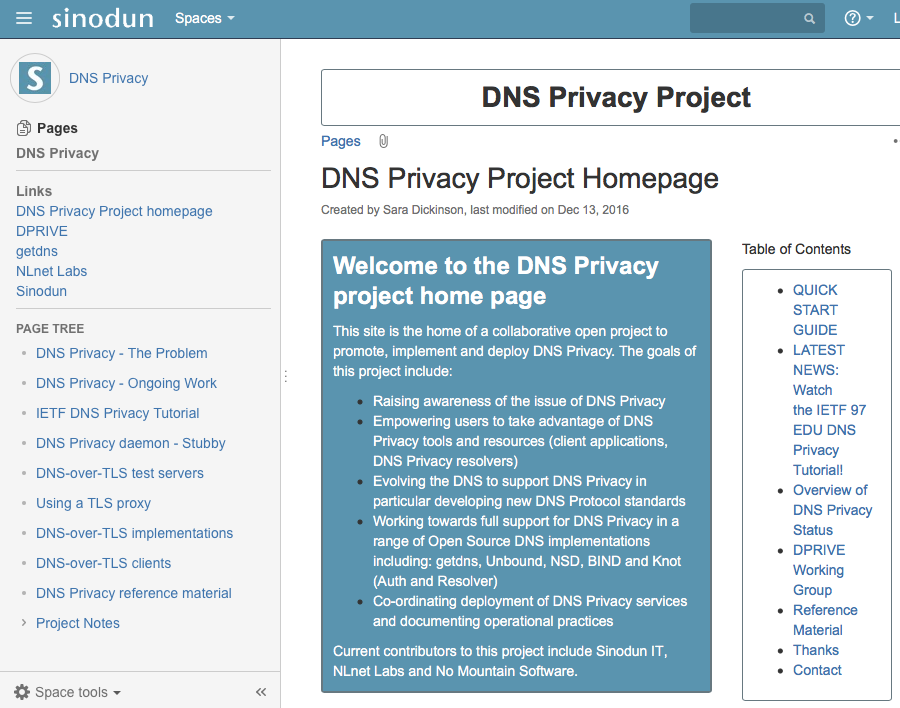 sinodun
Spaces
DNS Privacy
Pages
DNS Privacy
Links
DNS Privacy Project homepage
DPRIVE
getdns
NLnet Labs
Sinodun
PAGE TREE
DNS Privacy - The Problem
DNS Privacy - Ongoing Work
IETF DNS Privacy Tutorial
DNS Privacy daemon - Stubby
DNS-over-TLS test servers
Using a TLS proxy
DNS-over-TLS implementations
DNS-over-TLS clients
DNS Privacy reference material
Project Notes
Space tools
DNS Privacy Project
Pages
DNS Privacy Project Homepage
Created by Sara Dickinson, last modified on Dec 13, 2016
Welcome to the DNS Privacy
project home page
This site is the home of a collaborative open project to
promote, implement and deploy DNS Privacy. The goals of
this project include:
Raising awareness of the issue of DNS Privacy
Empowering users to take advantage of DNS
Privacy tools and resources (client applications,
DNS Privacy resolvers)
Evolving the DNS to support DNS Privacy in
particular developing new DNS Protocol standards
Working towards full support for DNS Privacy in a
range of Open Source DNS implementations
including: getdns, Unbound, NSD, BIND and Knot
(Auth and Resolver)
Co-ordinating deployment of DNS Privacy services
and documenting operational practices
Current contributors to this project include Sinodun IT,
NLnet Labs and No Mountain Software.
Table of Contents
QUICK
START
GUIDE
LATEST
NEWS:
Watch
the IETF 97
EDU DNS
Privacy
Tutorial!
Overview of
DNS Privacy
Status
DPRIVE
Working
Group
Reference
Material
Thanks
Contact